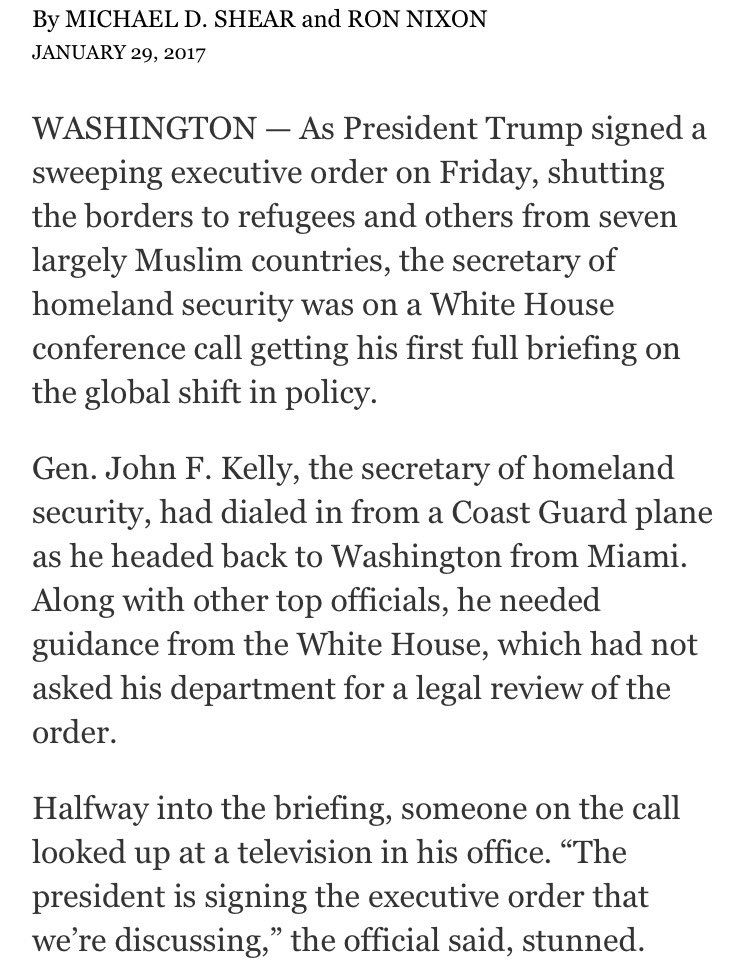 By MICHAEL D. SHEAR and RON NIXON
JANUARY 29, 2017
WASHINGTON — As President Trump signed a
sweeping executive order on Friday, shutting
the borders to refugees and others from seven
largely Muslim countries, the secretary of
homeland security was on a White House
conference call getting his first full briefing on
the global shift in policy.
Gen. John F. Kelly, the secretary of homeland
security, had dialed in from a Coast Guard plane
as he headed back to Washington from Miami.
Along with other top officials, he needed
guidance from the White House, which had not
asked his department for a legal review of the
order.
Halfway into the briefing, someone on the call
looked up at a television in his office. “The
president is signing the executive order that
we’re discussing,” the official said, stunned.